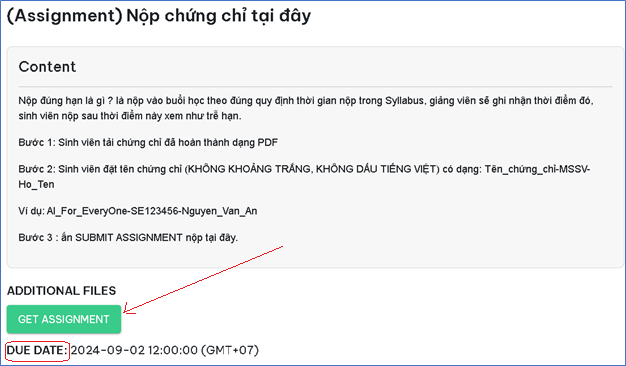 (Assignment) Nộp chứng chỉ tại đây
Content
Nộp đúng hạn là gì ? là nộp vào buổi học theo đúng quy định thời gian nộp trong Syllabus, giảng viên sẽ ghi nhận thời điểm đó,
sinh viên nộp sau thời điểm này xem như trễ hạn.
Bước 1: Sinh viên tải chứng chỉ đã hoàn thành dạng PDF
Bước 2: Sinh viên đặt tên chứng chỉ (KHÔNG KHOẢNG TRẮNG, KHÔNG DẤU TIẾNG VIỆT) có dạng: Tên_chứng_chỉ-MSSV-
Ho_Ten
Ví dụ: AI_For_EveryOne-SE123456-Nguyen_Van_An
Bước 3 : ấn SUBMIT ASSIGNMENT nộp tại đây.
ADDITIONAL FILES
GET ASSIGNMENT
DUE DATE: 2024-09-02 12:00:00 (GMT+07)